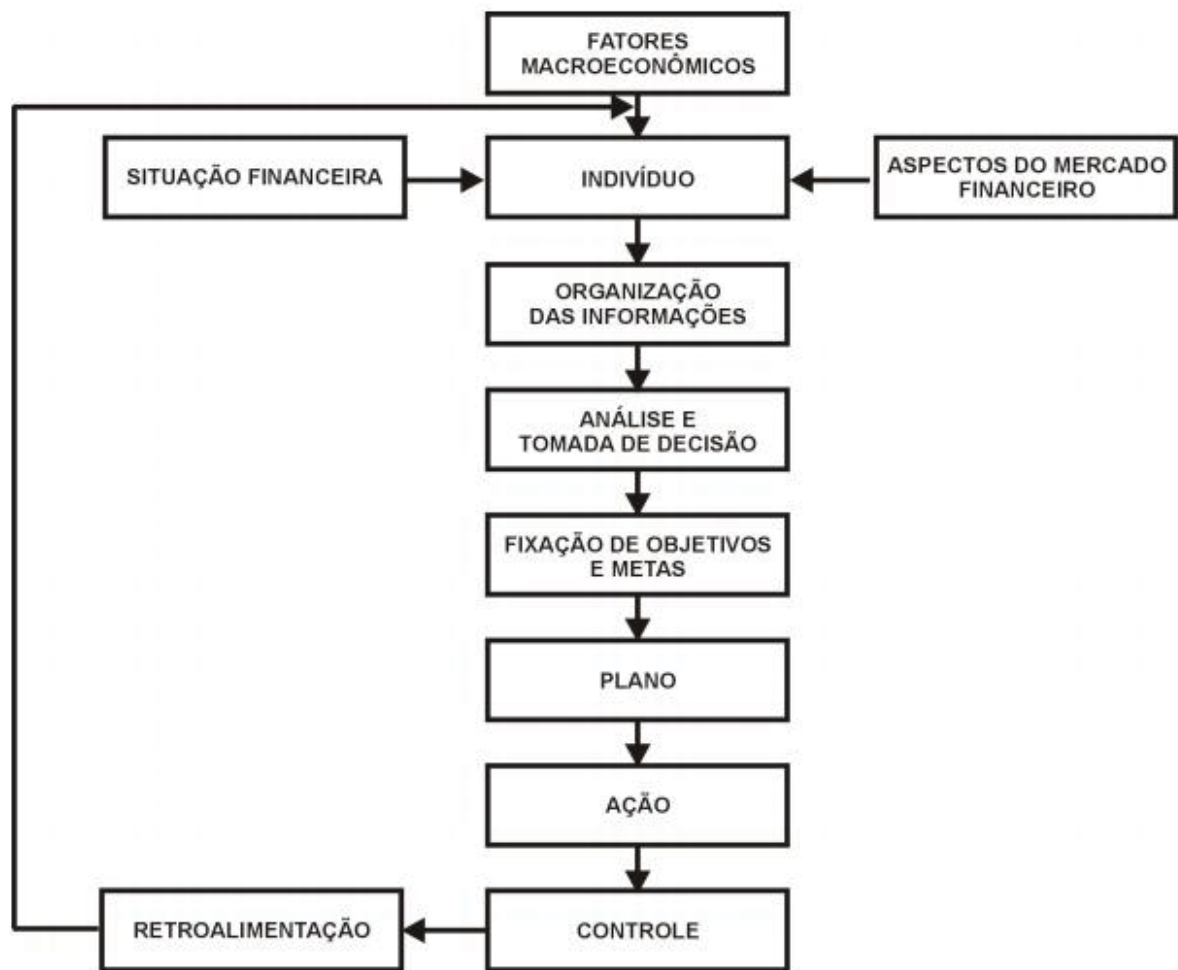 FATORES
MACROECONÔMICOS
SITUAÇÃO FINANCEIRA
INDIVÍDUO
ASPECTOS DO MERCADO
FINANCEIRO
ORGANIZAÇÃO
DAS INFORMAÇÕES
ANÁLISE E
TOMADA DE DECISÃO
FIXAÇÃO DE OBJETIVOS
E METAS
PLANO
AÇÃO
RETROALIMENTAÇÃO
CONTROLE